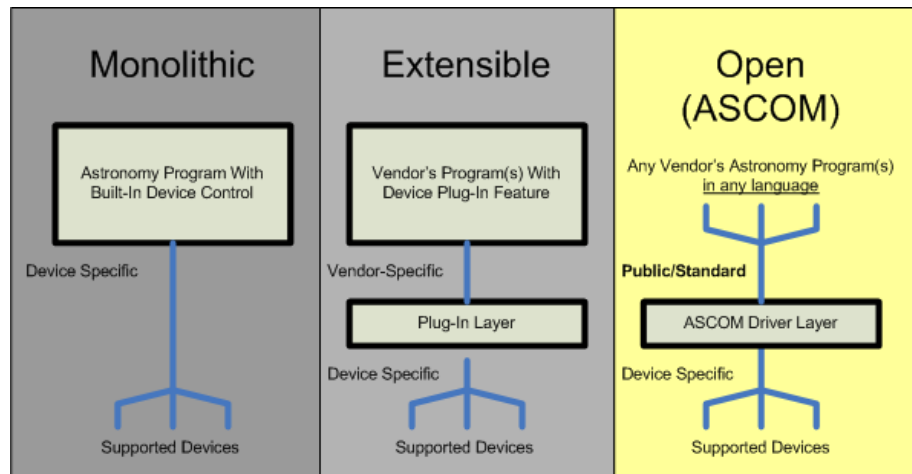 Monolithic
Astronomy Program With
Built-In Device Control
Device Specific
Supported Devices
Extensible
Vendor's Program(s) With
Device Plug-In Feature
Vendor-Specific
Plug-In Layer
Device Specific
Supported Devices
Open
(ASCOM)
Any Vendor's Astronomy Program(s)
in any language
Public/Standard
ASCOM Driver Layer
Device Specific
Supported Devices